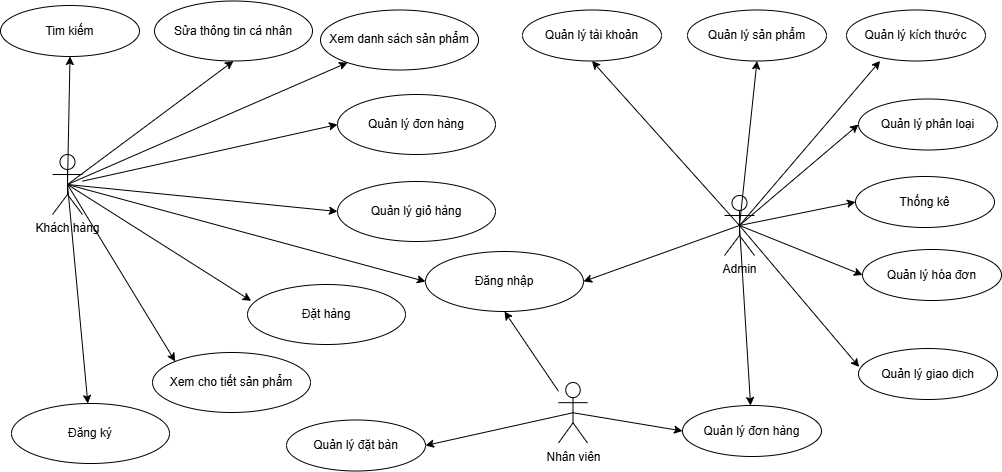 Tìm kiếm
Sửa thông tin cá nhân
Xem danh sách sản phẩm
Quản lý tài khoản
Quản lý sản phẩm
Quản lý kích thước
Quản lý đơn hàng
Quản lý phân loại
Khách hàng
Quản lý giỏ hàng
Thống kê
Admin
Đăng nhập
Quản lý hóa đơn
Đặt hàng
Xem cho tiết sản phẩm
Quản lý giao dịch
Đăng ký
Quản lý đặt bàn
Nhân viên
Quản lý đơn hàng